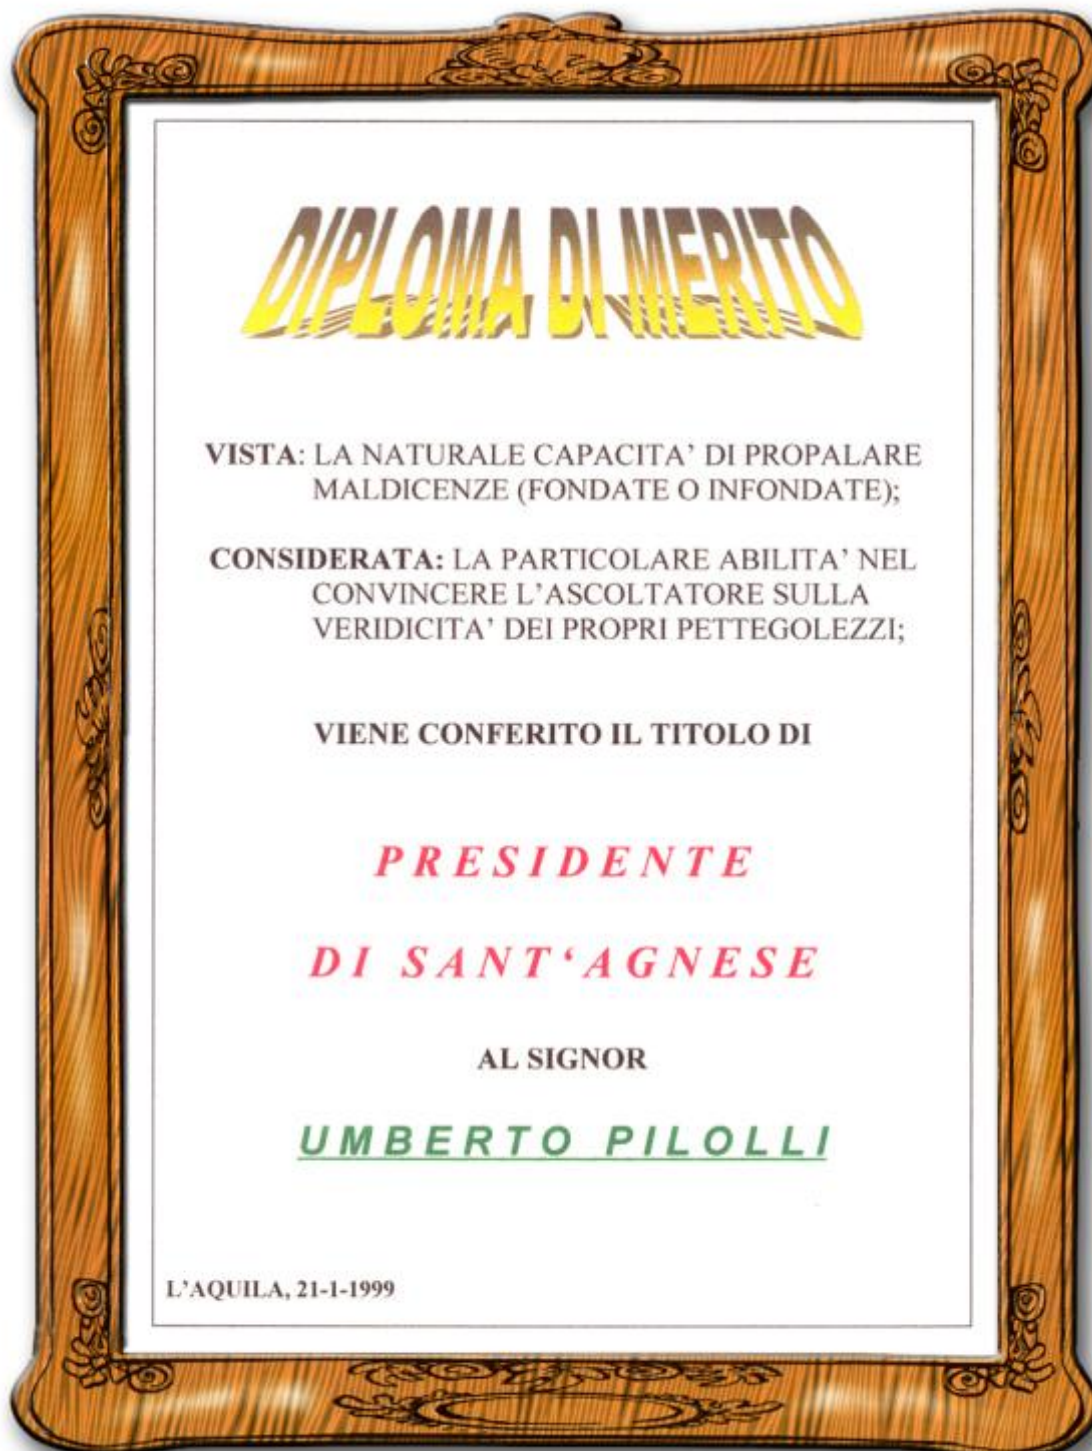 DIPLOMA DI MERITO
VISTA: LA NATURALE CAPACITA’ DI PROPALARE
MALDICENZE (FONDATE O INFONDATE);
CONSIDERATA: LA PARTICOLARE ABILITA’ NEL
CONVINCERE L’ASCOLTATORE SULLA
VERIDICITA’ DEI PROPRI PETTEGOLEZZI;
VIENE CONFERITO IL TITOLO DI
PRESIDENTE
DI SANT‘AGNESE
AL SIGNOR
UMBERTO PILOLLI
L’AQUILA, 21-1-1999